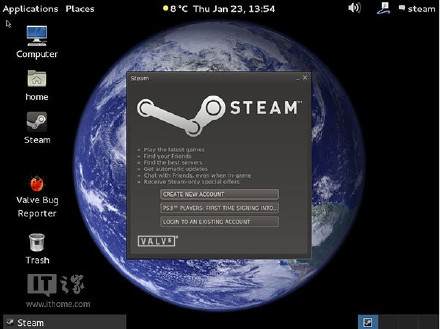 Applications Places
8 °C Thu Jan 23, 13:54
steam
Computer
home
Steam
Valve Bug
Reporter
Trash
Steam
STEAM™
Play the latest games
Find your Friends
Find the best servers
Get automatic updates
Chat with Friends, even when in-game
Receive Steam-only special offers
CREATE NEW ACCOUNT
PS3™ PLAYERS: FIRST TIME SIGNING INTO...
LOGIN TO AN EXISTING ACCOUNT
VALVE
IT之家
www.ithome.com
Steam